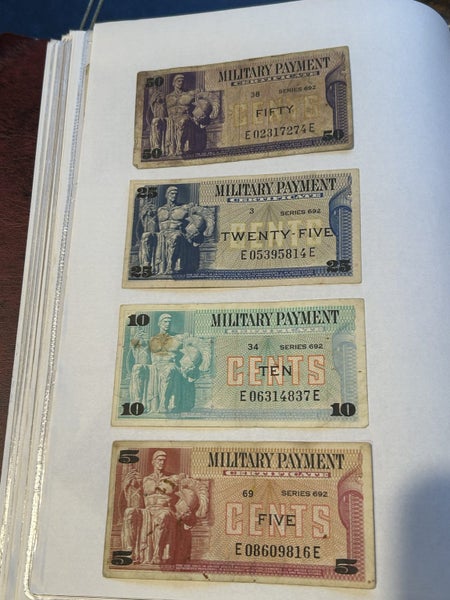 50
MILITARY PAYMENT
CERTIFICATE
38 SERIES 692
CENTS
FIFTY
E02317274E
50 50
25
MILITARY PAYMENT
CERTIFICATE
3 SERIES 692
CENTS
TWENTY-FIVE
E05395814E
25 25
10
MILITARY PAYMENT
CERTIFICATE
34 SERIES 692
CENTS
TEN
E06314837E
10 10
5
MILITARY PAYMENT
CERTIFICATE
69 SERIES 692
CENTS
FIVE
E08609816E
5 5